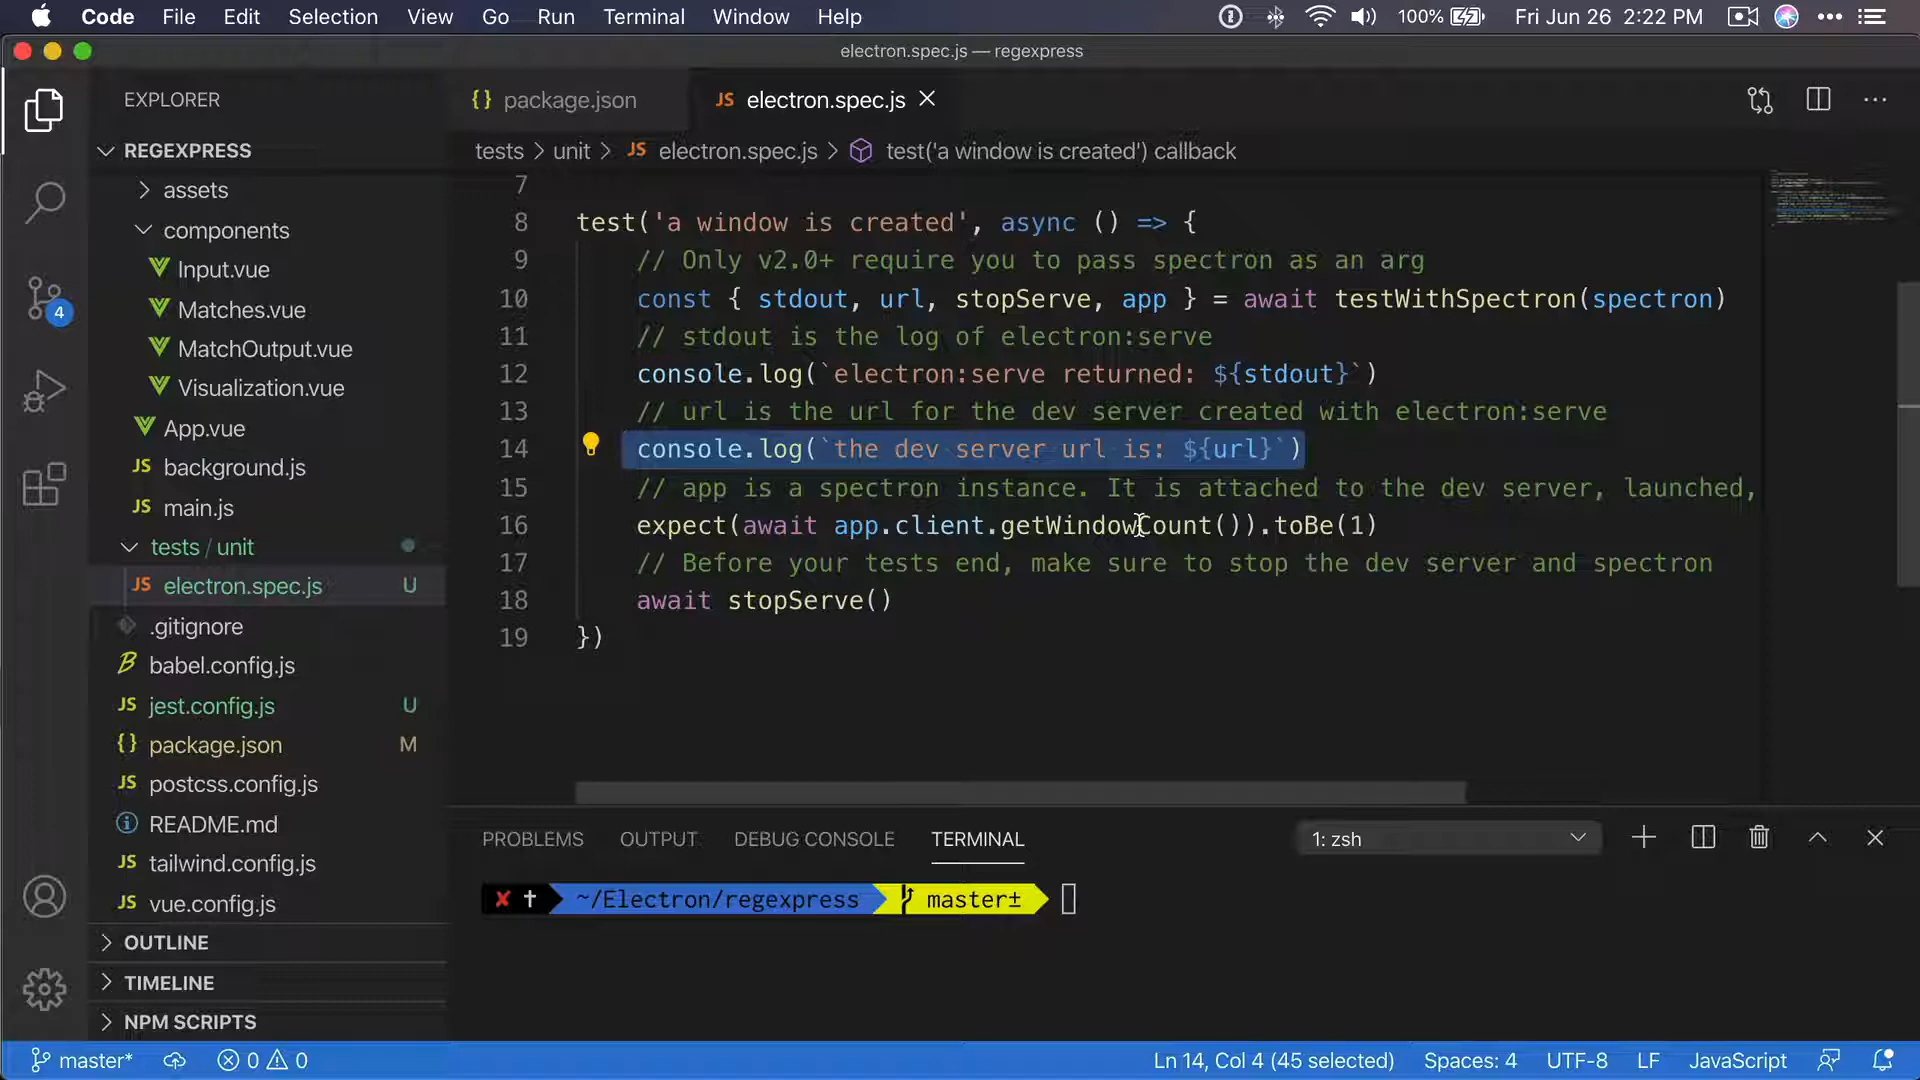 Code File Edit Selection View Go Run Terminal Window Help 100% Fri Jun 26 2:22 PM
electron.spec.js — regexpress
EXPLORER
REGEXPRESS
assets
components
Input.vue
Matches.vue
MatchOutput.vue
Visualization.vue
App.vue
JS background.js
JS main.js
tests / unit
JS electron.spec.js U
.gitignore
babel.config.js
JS jest.config.js U
{} package.json M
JS postcss.config.js
README.md
JS tailwind.config.js
JS vue.config.js
OUTLINE
TIMELINE
NPM SCRIPTS
4
{} package.json JS electron.spec.js
tests > unit > JS electron.spec.js > test('a window is created') callback
7
8 test('a window is created', async () => {
9 // Only v2.0+ require you to pass spectron as an arg
10 const { stdout, url, stopServe, app } = await testWithSpectron(spectron)
11 // stdout is the log of electron:serve
12 console.log(`electron:serve returned: ${stdout}`)
13 // url is the url for the dev server created with electron:serve
14 console.log(`the dev server url is: ${url}`)
15 // app is a spectron instance. It is attached to the dev server, launched,
16 expect(await app.client.getWindowCount()).toBe(1)
17 // Before your tests end, make sure to stop the dev server and spectron
18 await stopServe()
19 })
PROBLEMS OUTPUT DEBUG CONSOLE TERMINAL 1: zsh
✘ ✝ ~/Electron/regexpress master±
master* 0 0 Ln 14, Col 4 (45 selected) Spaces: 4 UTF-8 LF JavaScript